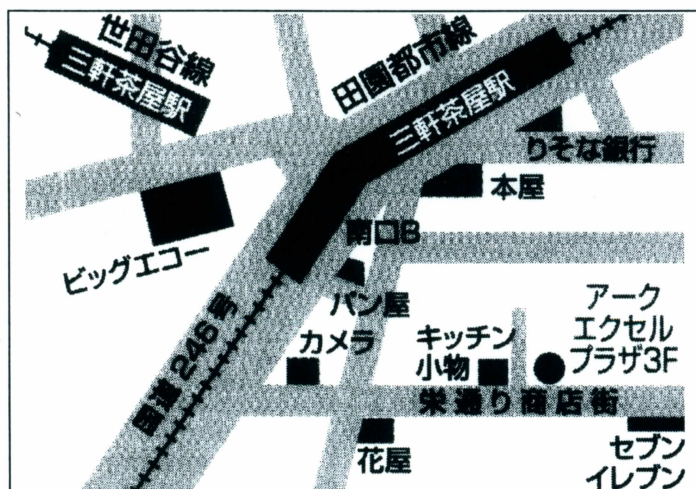 世田谷線
三軒茶屋駅
田園都市線
三軒茶屋駅
りそな銀行
本屋
南口B
ビッグエコー
パン屋
国道246号
カメラ
キッチン
小物
アーク
エクセル
プラザ3F
栄通り商店街
花屋
セブン
イレブン